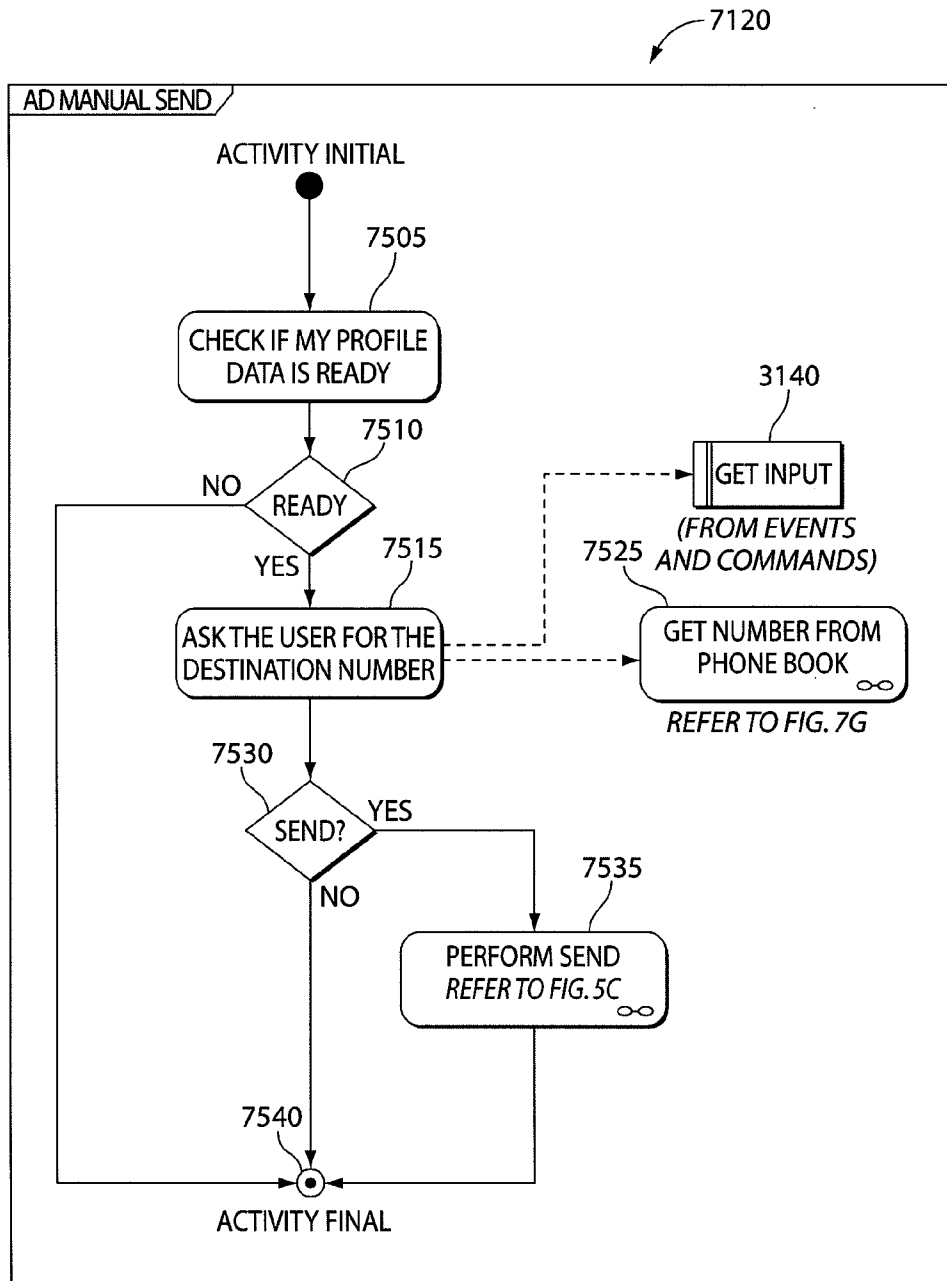 7120
AD MANUAL SEND
ACTIVITY INITIAL
7505
CHECK IF MY PROFILE
DATA IS READY
7510
READY
NO
YES
3140
GET INPUT
(FROM EVENTS
AND COMMANDS)
7515
ASK THE USER FOR THE
DESTINATION NUMBER
7525
GET NUMBER FROM
PHONE BOOK
REFER TO FIG. 7G
7530
SEND?
YES
NO
7535
PERFORM SEND
REFER TO FIG. 5C
7540
ACTIVITY FINAL